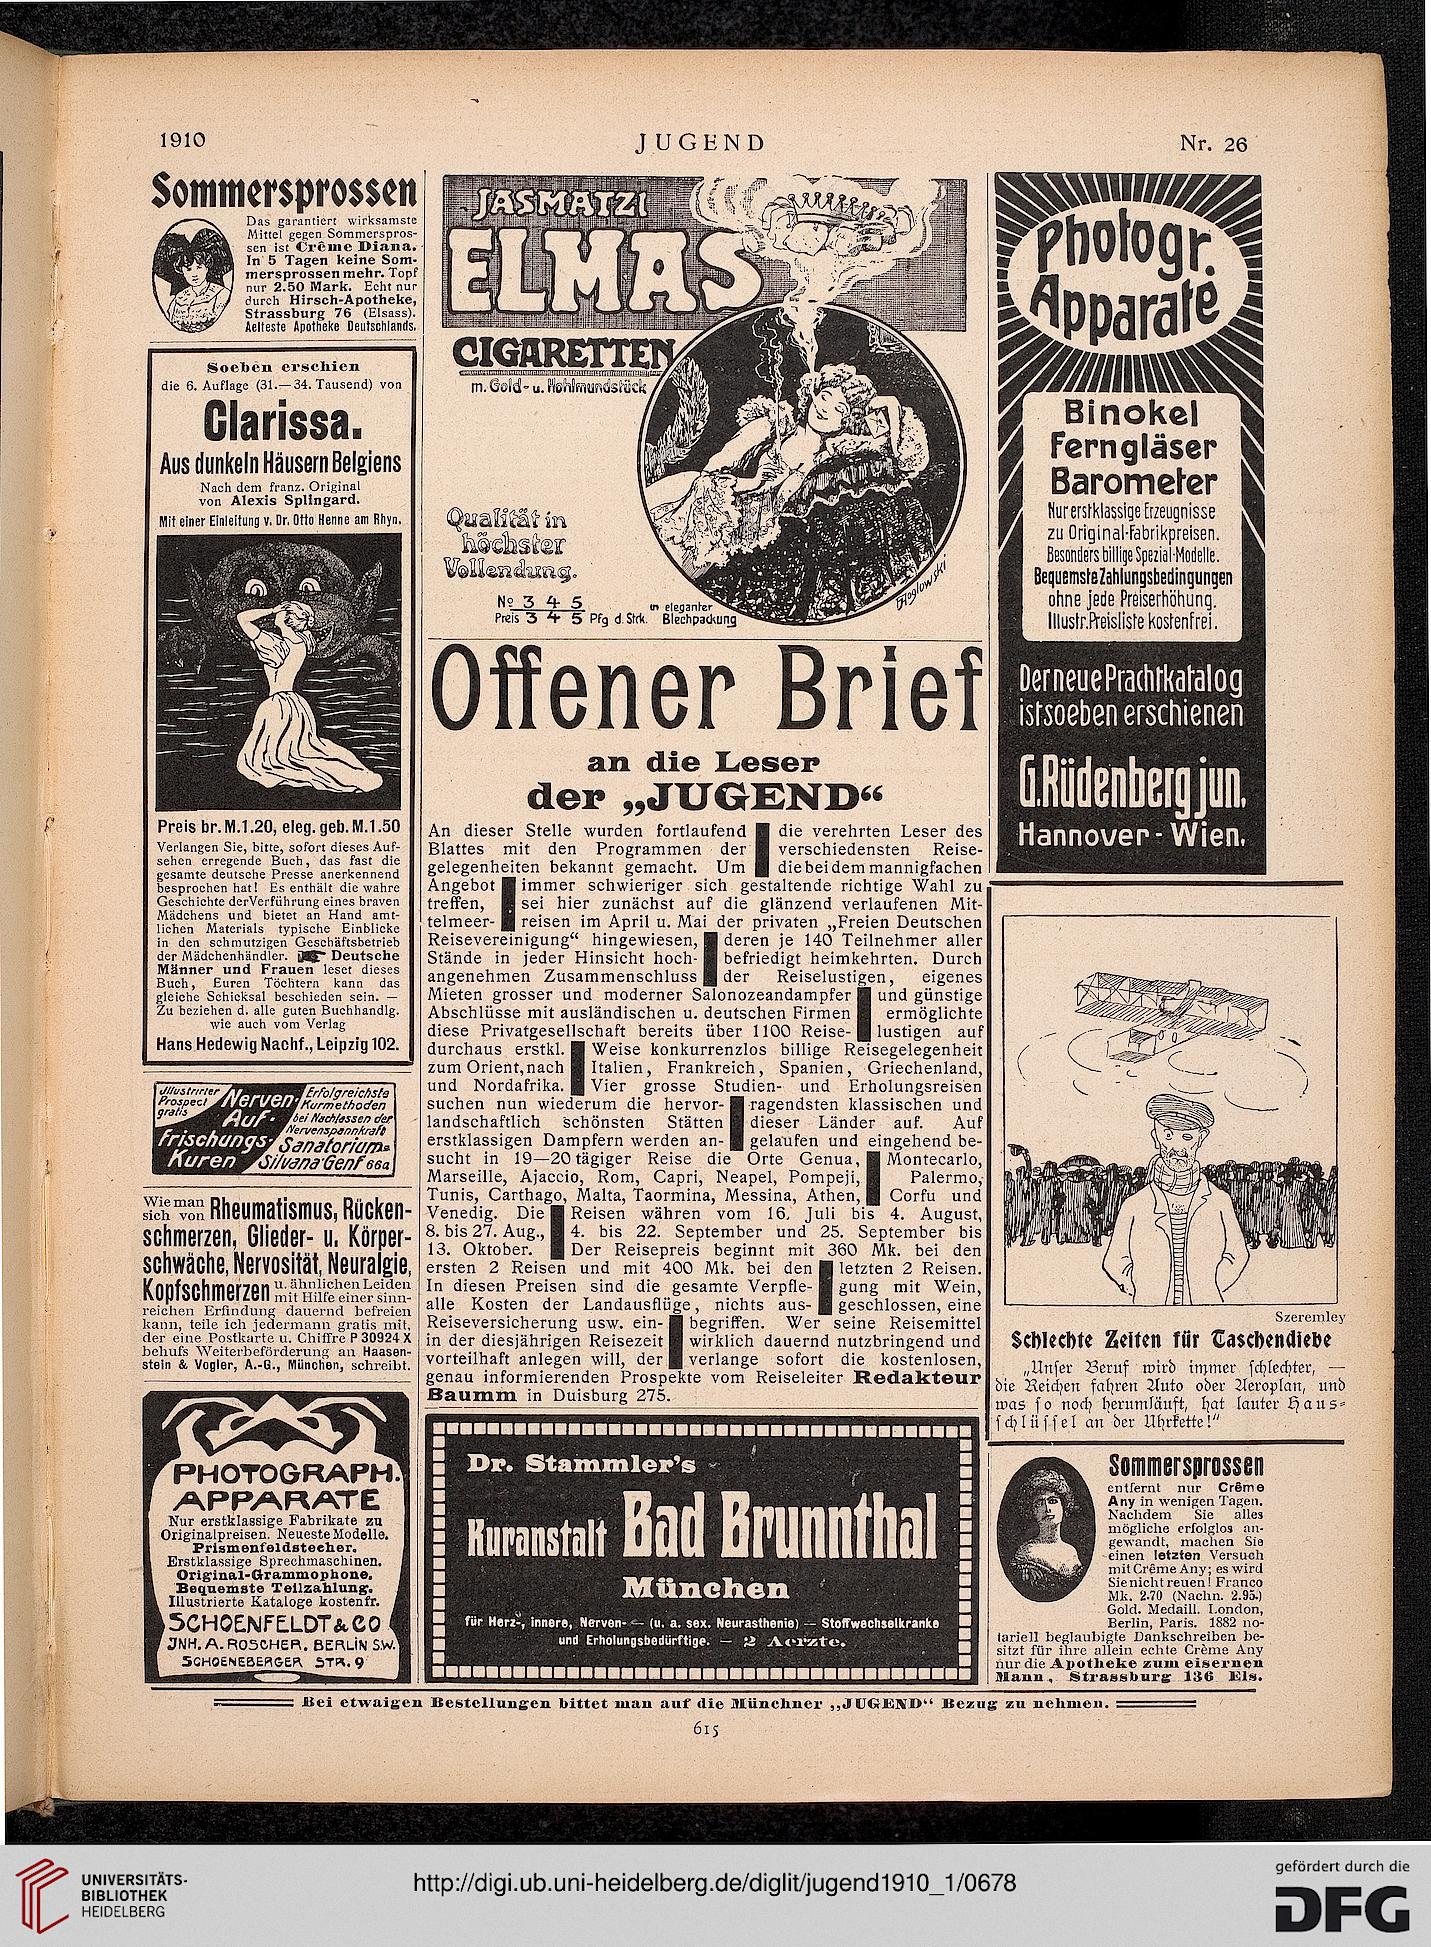 1910
JUGEND
Nr. 26
Sommersprossen
Das garantiert wirksamste
Mittel gegen Sommerspros-
sen ist Crême Diana.
In 5 Tagen keine Som-
mersprossen mehr. Topf
nur 2.50 Mark. Echt nur
durch Hirsch-Apotheke,
Strassburg 76 (Elsass).
Aelteste Apotheke Deutschlands.
Soeben erschien
die 6. Auflage (31.—34. Tausend) von
Clarissa.
Aus dunkeln Häusern Belgiens
Nach dem franz. Original
von Alexis Splingard.
Mit einer Einleitung v. Dr. Otto Henne am Rhyn.
Preis br. M.1.20, eleg. geb. M.1.50
Verlangen Sie, bitte, sofort dieses Auf-
sehen erregende Buch, das fast die
gesamte deutsche Presse anerkennend
besprochen hat! Es enthält die wahre
Geschichte der Verführung eines braven
Mädchens und bietet an Hand amt-
lichen Materials typische Einblicke
in den schmutzigen Geschäftsbetrieb
der Mädchenhändler. Deutsche
Männer und Frauen leset dieses
Buch, Euren Töchtern kann das
gleiche Schicksal beschieden sein. —
Zu beziehen d. alle guten Buchhandlg.
wie auch vom Verlag
Hans Hedewig Nachf., Leipzig 102.
Jllustrirter
Prospect
gratis
Nerven-
Auf-
frischungs-
Kuren
Erfolgreichste
Kurmethoden
bei Nachlassen der
Nervenspannkraft
Sanatorium
Silvana Genf 66a
Wie man
sich von Rheumatismus, Rücken-
schmerzen, Glieder- u. Körper-
schwäche, Nervosität, Neuralgie,
Kopfschmerzen u. ähnlichen Leiden
mit Hilfe einer sinn-
reichen Erfindung dauernd befreien
kann, teile ich jedermann gratis mit,
der eine Postkarte u. Chiffre P 30924 X
behufs Weiterbeförderung an Haasen-
stein & Vogler, A.-G., München, schreibt.
PHOTOGRAPH.
APPARATE
Nur erstklassige Fabrikate zu
Originalpreisen. Neueste Modelle.
Prismenfeldstecher.
Erstklassige Sprechmaschinen.
Original-Grammophone.
Bequemste Teilzahlung.
Illustrierte Kataloge kostenfr.
SCHOENFELDT & CO
JNH. A. ROSCHER. BERLIN S.W.
SCHOENEBERGER STR. 9
JASMATZI
ELMAS
CIGARETTEN
m. Gold- u. Hohlmundstück
Qualität in
höchster
Vollendung.
No 3 4 5
Preis 3 4 5 Pfg d. Strk.
in eleganter
Blechpackung
Offener Brief
an die Leser
der „JUGEND“
An dieser Stelle wurden fortlaufend die verehrten Leser des
Blattes mit den Programmen der verschiedensten Reise-
gelegenheiten bekannt gemacht. Um die bei dem mannigfachen
Angebot immer schwieriger sich gestaltende richtige Wahl zu
treffen, sei hier zunächst auf die glänzend verlaufenen Mit-
telmeer- reisen im April u. Mai der privaten „Freien Deutschen
Reisevereinigung“ hingewiesen, deren je 140 Teilnehmer aller
Stände in jeder Hinsicht hoch- befriedigt heimkehrten. Durch
angenehmen Zusammenschluss der Reiselustigen, eigenes
Mieten grosser und moderner Salonozeandampfer und günstige
Abschlüsse mit ausländischen u. deutschen Firmen ermöglichte
diese Privatgesellschaft bereits über 1100 Reise- lustigen auf
durchaus erstkl. Weise konkurrenzlos billige Reisegelegenheit
zum Orient, nach Italien, Frankreich, Spanien, Griechenland,
und Nordafrika. Vier grosse Studien- und Erholungsreisen
suchen nun wiederum die hervor- ragendsten klassischen und
landschaftlich schönsten Stätten dieser Länder auf. Auf
erstklassigen Dampfern werden an- gelaufen und eingehend be-
sucht in 19—20 tägiger Reise die Orte Genua, Montecarlo,
Marseille, Ajaccio, Rom, Capri, Neapel, Pompeji, Palermo,
Tunis, Carthago, Malta, Taormina, Messina, Athen, Corfu und
Venedig. Die Reisen währen vom 16. Juli bis 4. August,
8. bis 27. Aug., 4. bis 22. September und 25. September bis
13. Oktober. Der Reisepreis beginnt mit 360 Mk. bei den
ersten 2 Reisen und mit 400 Mk. bei den letzten 2 Reisen.
In diesen Preisen sind die gesamte Verpfle- gung mit Wein,
alle Kosten der Landausflüge, nichts aus- geschlossen, eine
Reiseversicherung usw. ein- begriffen. Wer seine Reisemittel
in der diesjährigen Reisezeit wirklich dauernd nutzbringend und
vorteilhaft anlegen will, der verlange sofort die kostenlosen,
genau informierenden Prospekte vom Reiseleiter Redakteur
Baumm in Duisburg 275.
Dr. Stammler's
Kuranstalt Bad Brunnthal
München
für Herz-, innere, Nerven- — (u. a. sex. Neurasthenie) — Stoffwechselkranke
und Erholungsbedürftige. — 2 Aerzte.
Photogr.
Apparate
Binokel
Ferngläser
Barometer
Nur erstklassige Erzeugnisse
zu Original-Fabrikpreisen.
Besonders billige Spezial-Modelle.
Bequemste Zahlungsbedingungen
ohne jede Preiserhöhung.
Illustr. Preisliste kostenfrei.
Der neue Prachtkatalog
ist soeben erschienen
G. Rüdenberg jun.
Hannover - Wien.
Szeremley
Schlechte Zeiten für Taschendiebe
„Unser Beruf wird immer schlechter, —
die Reichen fahren Auto oder Aeroplan, und
was so noch herumläuft, hat lauter Haus-
schlüssel an der Uhrkette!“
Sommersprossen
entfernt nur Crême
Any in wenigen Tagen.
Nachdem Sie alles
mögliche erfolglos an-
gewandt, machen Sie
einen letzten Versuch
mit Crême Any; es wird
Sie nicht reuen! Franco
Mk. 2.70 (Nachn. 2.95.)
Gold. Medaill. London,
Berlin, Paris. 1882 no-
tariell beglaubigte Dankschreiben be-
sitzt für ihre allein echte Crème Any
nur die Apotheke zum eisernen
Mann, Strassburg 136 Els.
Bei etwaigen Bestellungen bittet man auf die Münchner „JUGEND“ Bezug zu nehmen.
615
UNIVERSITÄTS-
BIBLIOTHEK
HEIDELBERG
http://digi.ub.uni-heidelberg.de/diglit/jugend1910_1/0678
gefördert durch die
DFG